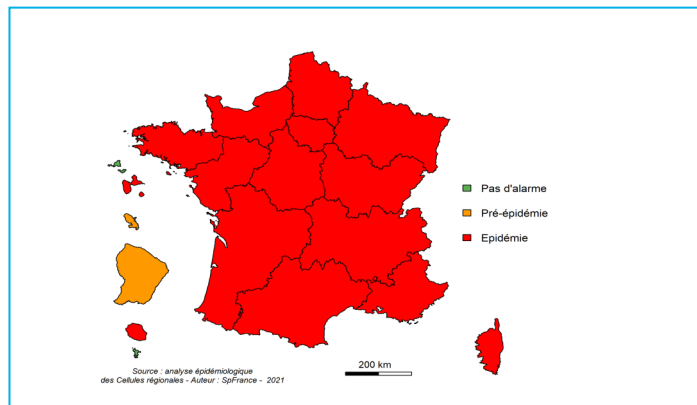 Pas d'alarme
Pré-épidémie
Epidémie
200 km
Source : analyse épidémiologique
des Cellules régionales - Auteur : SpFrance - 2021